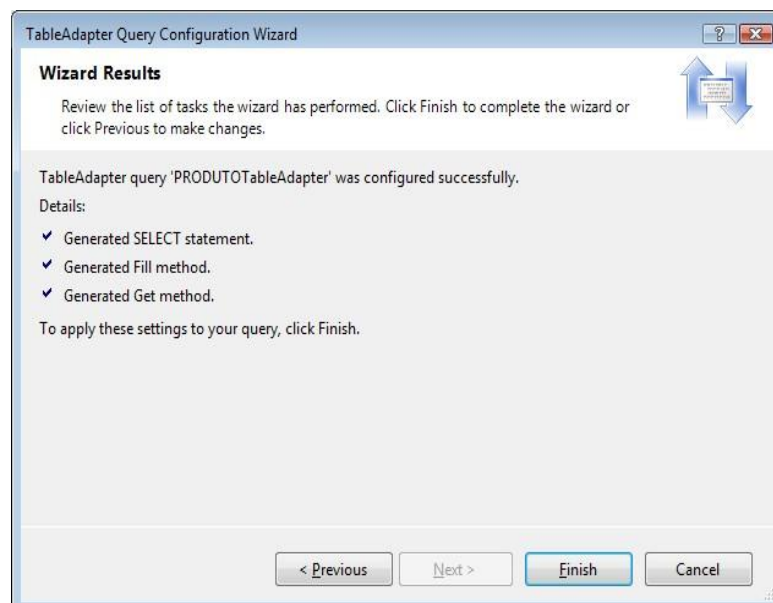 TableAdapter Query Configuration Wizard
?
Wizard Results
Review the list of tasks the wizard has performed. Click Finish to complete the wizard or
click Previous to make changes.
TableAdapter query 'PRODUTOTableAdapter' was configured successfully.
Details:
Generated SELECT statement.
Generated Fill method.
Generated Get method.
To apply these settings to your query, click Finish.
< Previous Next > Finish Cancel